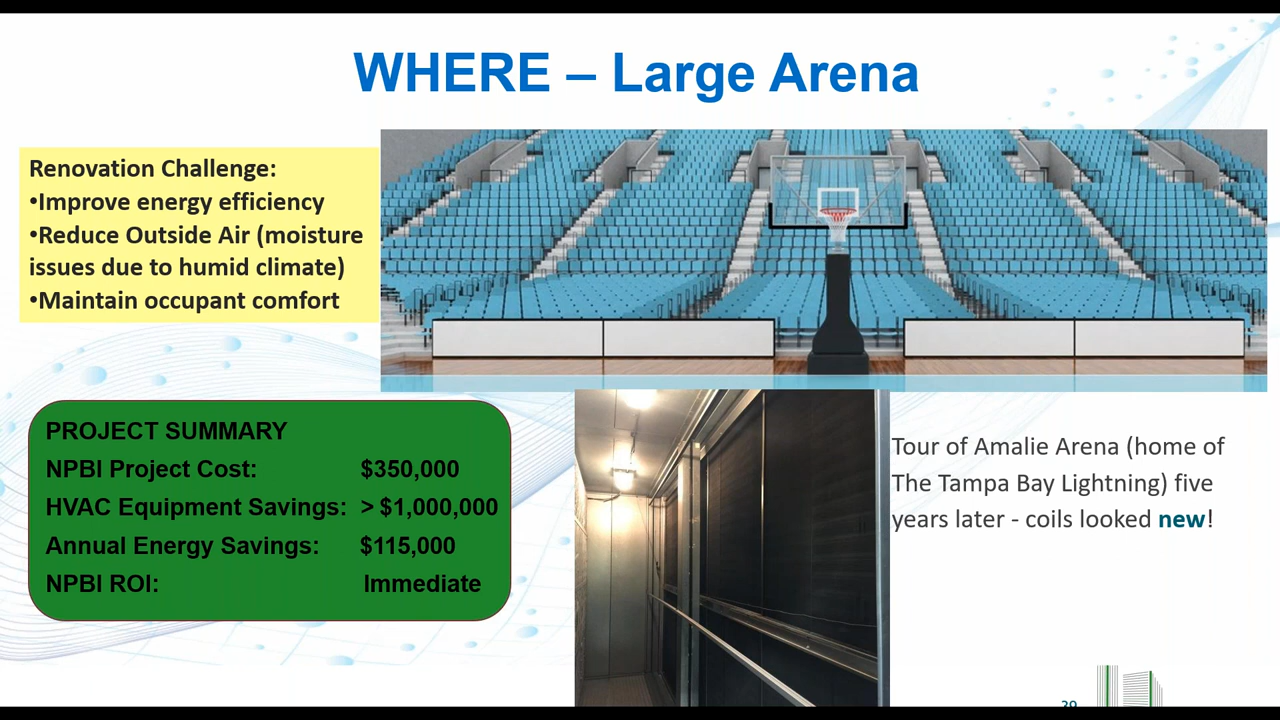 WHERE – Large Arena
Renovation Challenge:
•Improve energy efficiency
•Reduce Outside Air (moisture
issues due to humid climate)
•Maintain occupant comfort
PROJECT SUMMARY
NPBI Project Cost: $350,000
HVAC Equipment Savings: > $1,000,000
Annual Energy Savings: $115,000
NPBI ROI: Immediate
Tour of Amalie Arena (home of
The Tampa Bay Lightning) five
years later - coils looked new!